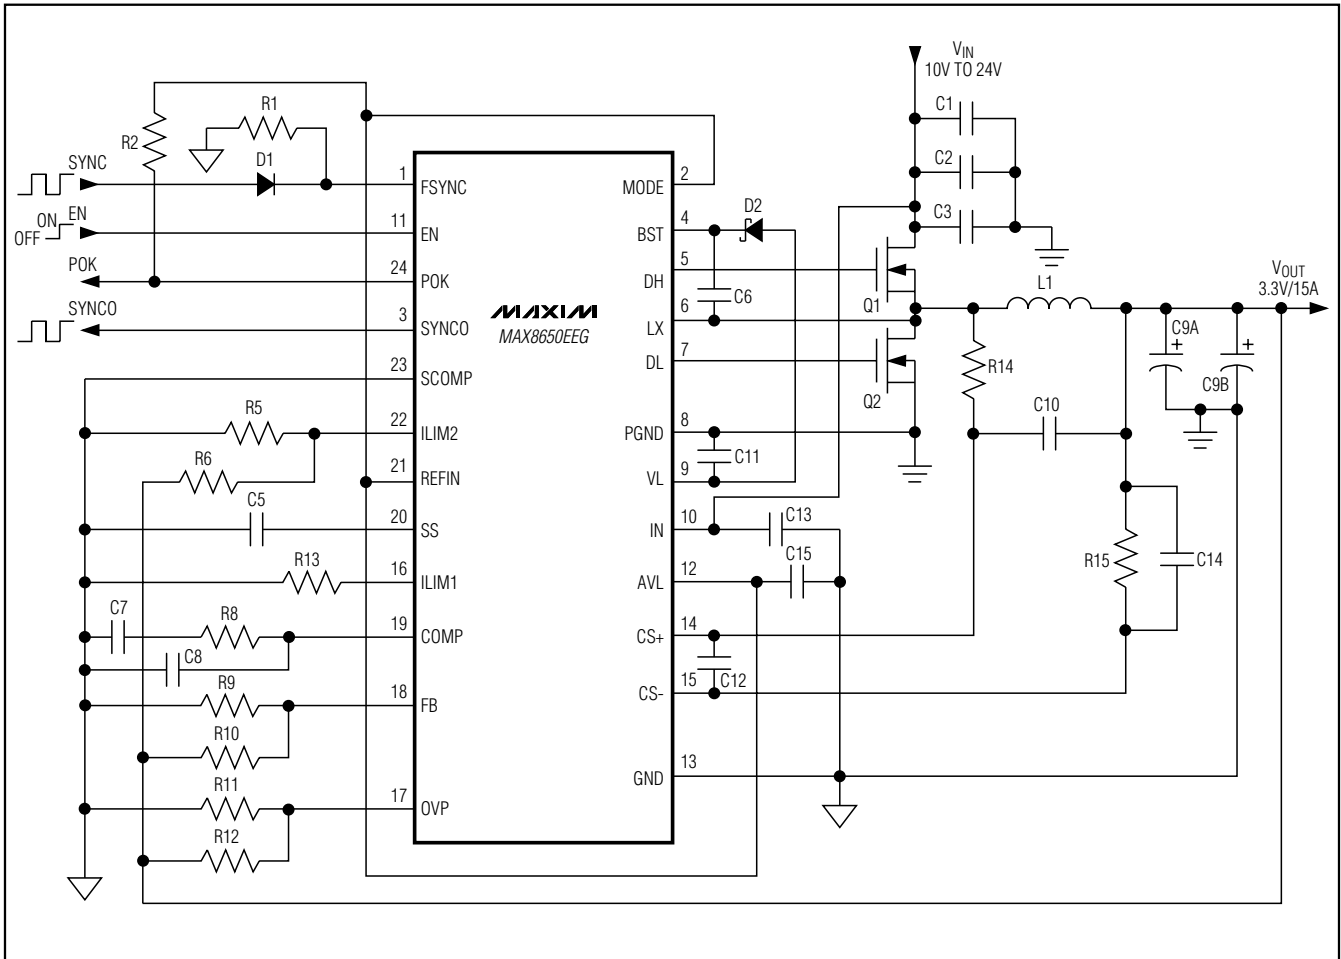 VIN
10V TO 24V
C1
R1
R2
C2
SYNC
D1
1
FSYNC
MODE
2
C3
D2
ON
EN
OFF
11
EN
BST
4
POK
24
POK
DH
5
C6
Q1
L1
VOUT
3.3V/15A
SYNCO
3
SYNCO
MAXIM
MAX8650EEG
LX
6
C9A
+
+
23
SCOMP
DL
7
Q2
R14
C9B
R5
22
ILIM2
PGND
8
C10
R6
21
REFIN
C11
VL
9
C5
20
SS
IN
10
C13
R13
16
ILIM1
AVL
12
C15
R15
C14
C7
R8
19
COMP
CS+
14
C8
R9
18
FB
CS-
15
C12
R10
R11
17
OVP
GND
13
R12